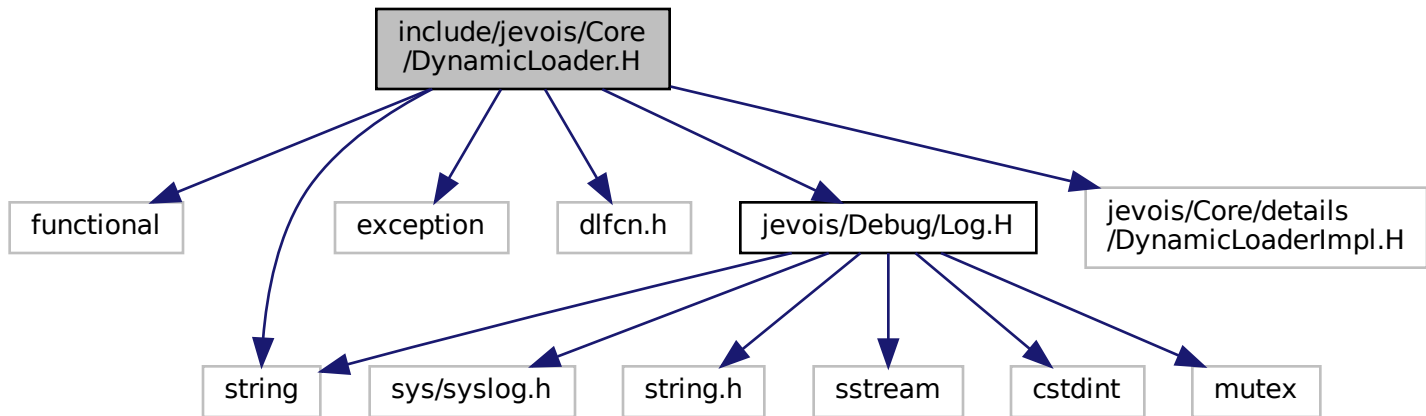 include/jevois/Core
/DynamicLoader.H
functional
exception
dlfcn.h
jevois/Debug/Log.H
jevois/Core/details
/DynamicLoaderImpl.H
string
sys/syslog.h
string.h
sstream
cstdint
mutex